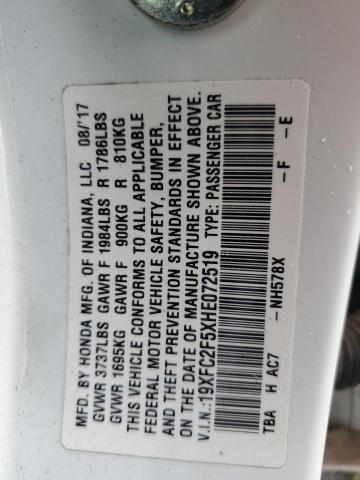 MFD. BY HONDA MFG. OF INDIANA, LLC 08/'17
GVWR 3737LBS GAWR F 1984LBS R 1786LBS
GVWR 1695KG GAWR F 900KG R 810KG
THIS VEHICLE CONFORMS TO ALL APPLICABLE
FEDERAL MOTOR VEHICLE SAFETY, BUMPER,
AND THEFT PREVENTION STANDARDS IN EFFECT
ON THE DATE OF MANUFACTURE SHOWN ABOVE.
V.I.N.:19XFC2F5XHE072519 TYPE: PASSENGER CAR
TBA H AC7 -NH578X -F -E